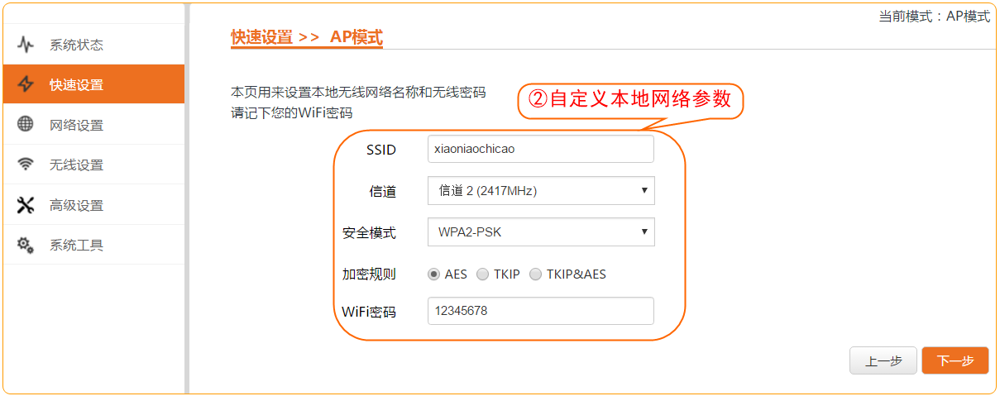 当前模式：AP模式
系统状态
快速设置
网络设置
无线设置
高级设置
系统工具
快速设置 >> AP模式
本页用来设置本地无线网络名称和无线密码
请记下您的WiFi密码
②自定义本地网络参数
SSID xiaoniaochicao
信道 信道 2 (2417MHz)
安全模式 WPA2-PSK
加密规则 AES TKIP TKIP&AES
WiFi密码 12345678
上一步 下一步